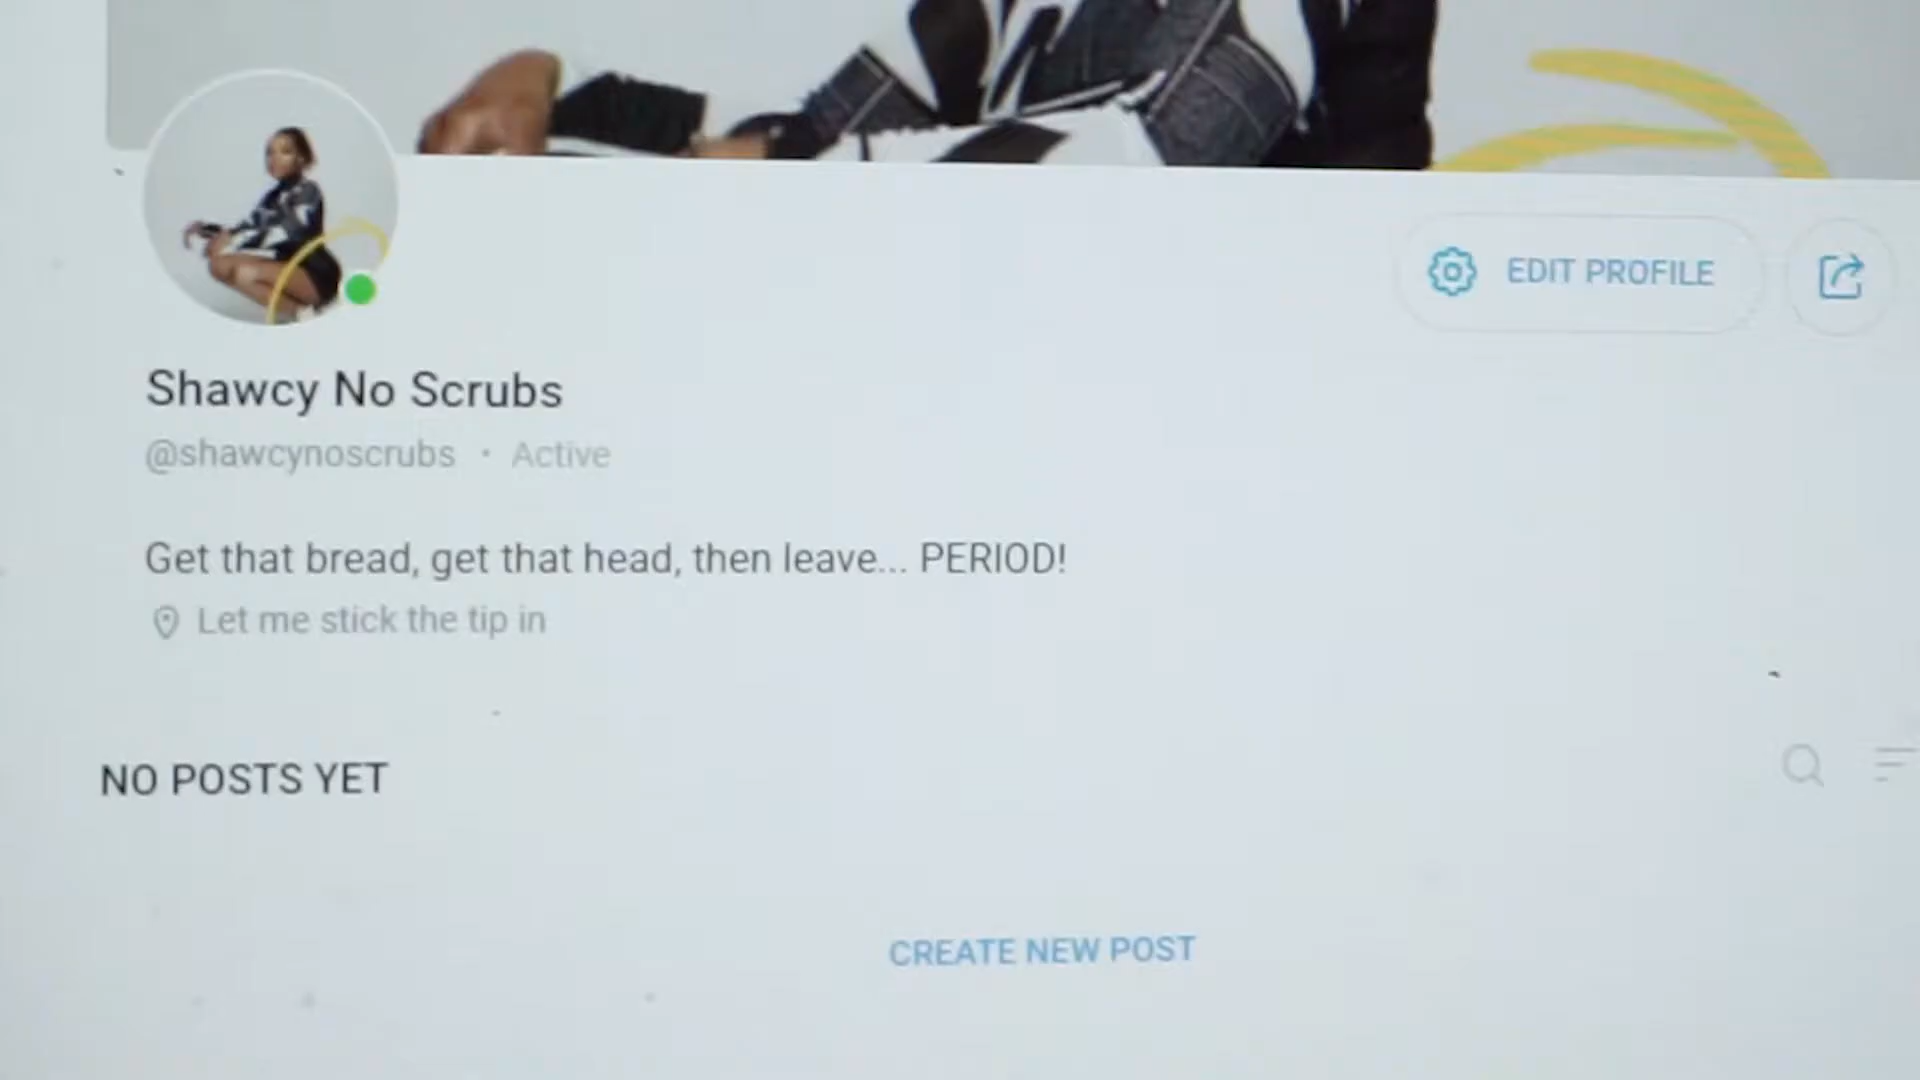 EDIT PROFILE
Shawcy No Scrubs
@shawcynoscrubs • Active
Get that bread, get that head, then leave... PERIOD!
Let me stick the tip in
NO POSTS YET
CREATE NEW POST